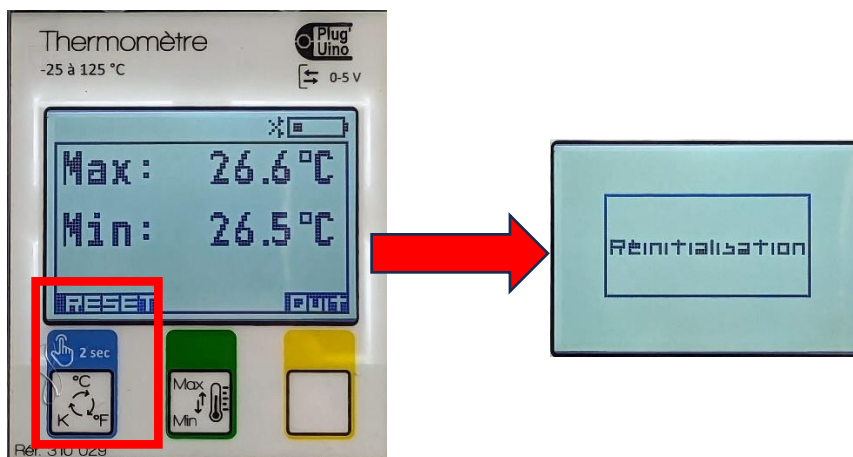 Thermomètre
Plug'
Uino
-25 à 125 °C
0-5 V
Max: 26.6°C
Min: 26.5°C
RESET
2 sec
°C
K °F
Max
Min
Réf. 310 029
Réinitialisation